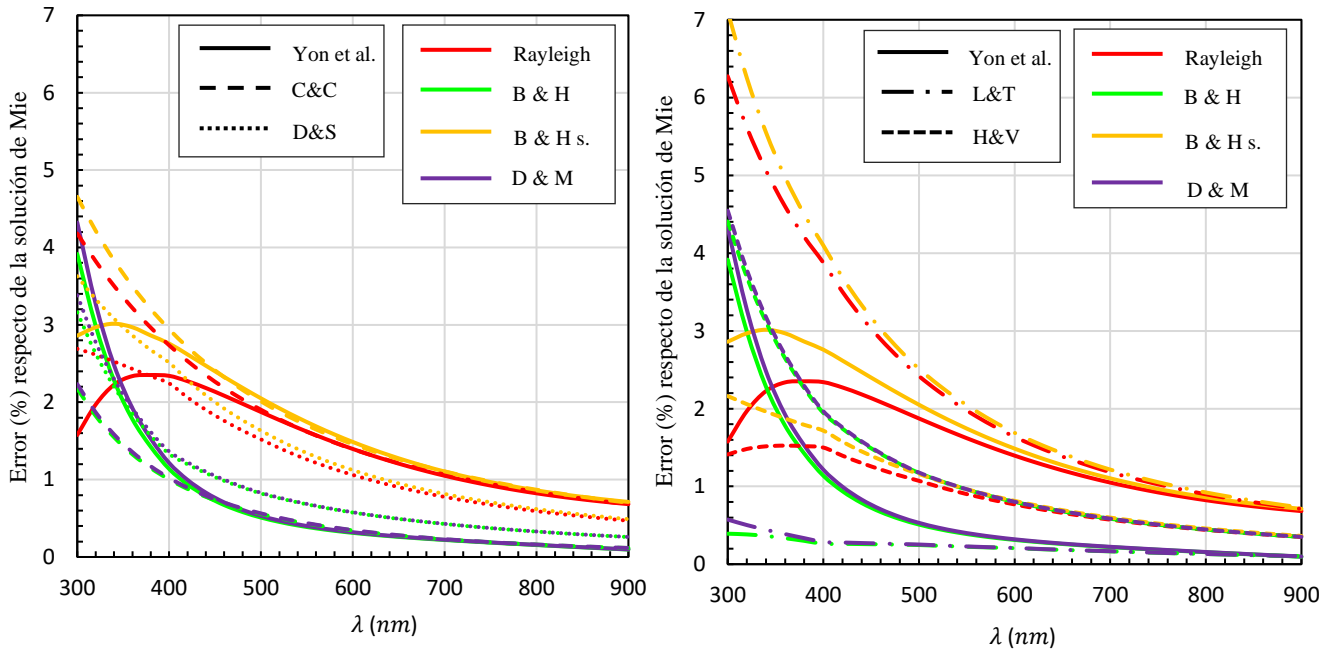 Error (%) respecto de la solución de Mie
7
6
5
4
3
2
1
0
Yon et al.
C&C
D&S
Rayleigh
B & H
B & H s.
D & M
300 400 500 600 700 800 900
λ (nm)
Error (%) respecto de la solución de Mie
7
6
5
4
3
2
1
0
Yon et al.
L&T
H&V
Rayleigh
B & H
B & H s.
D & M
300 400 500 600 700 800 900
λ (nm)